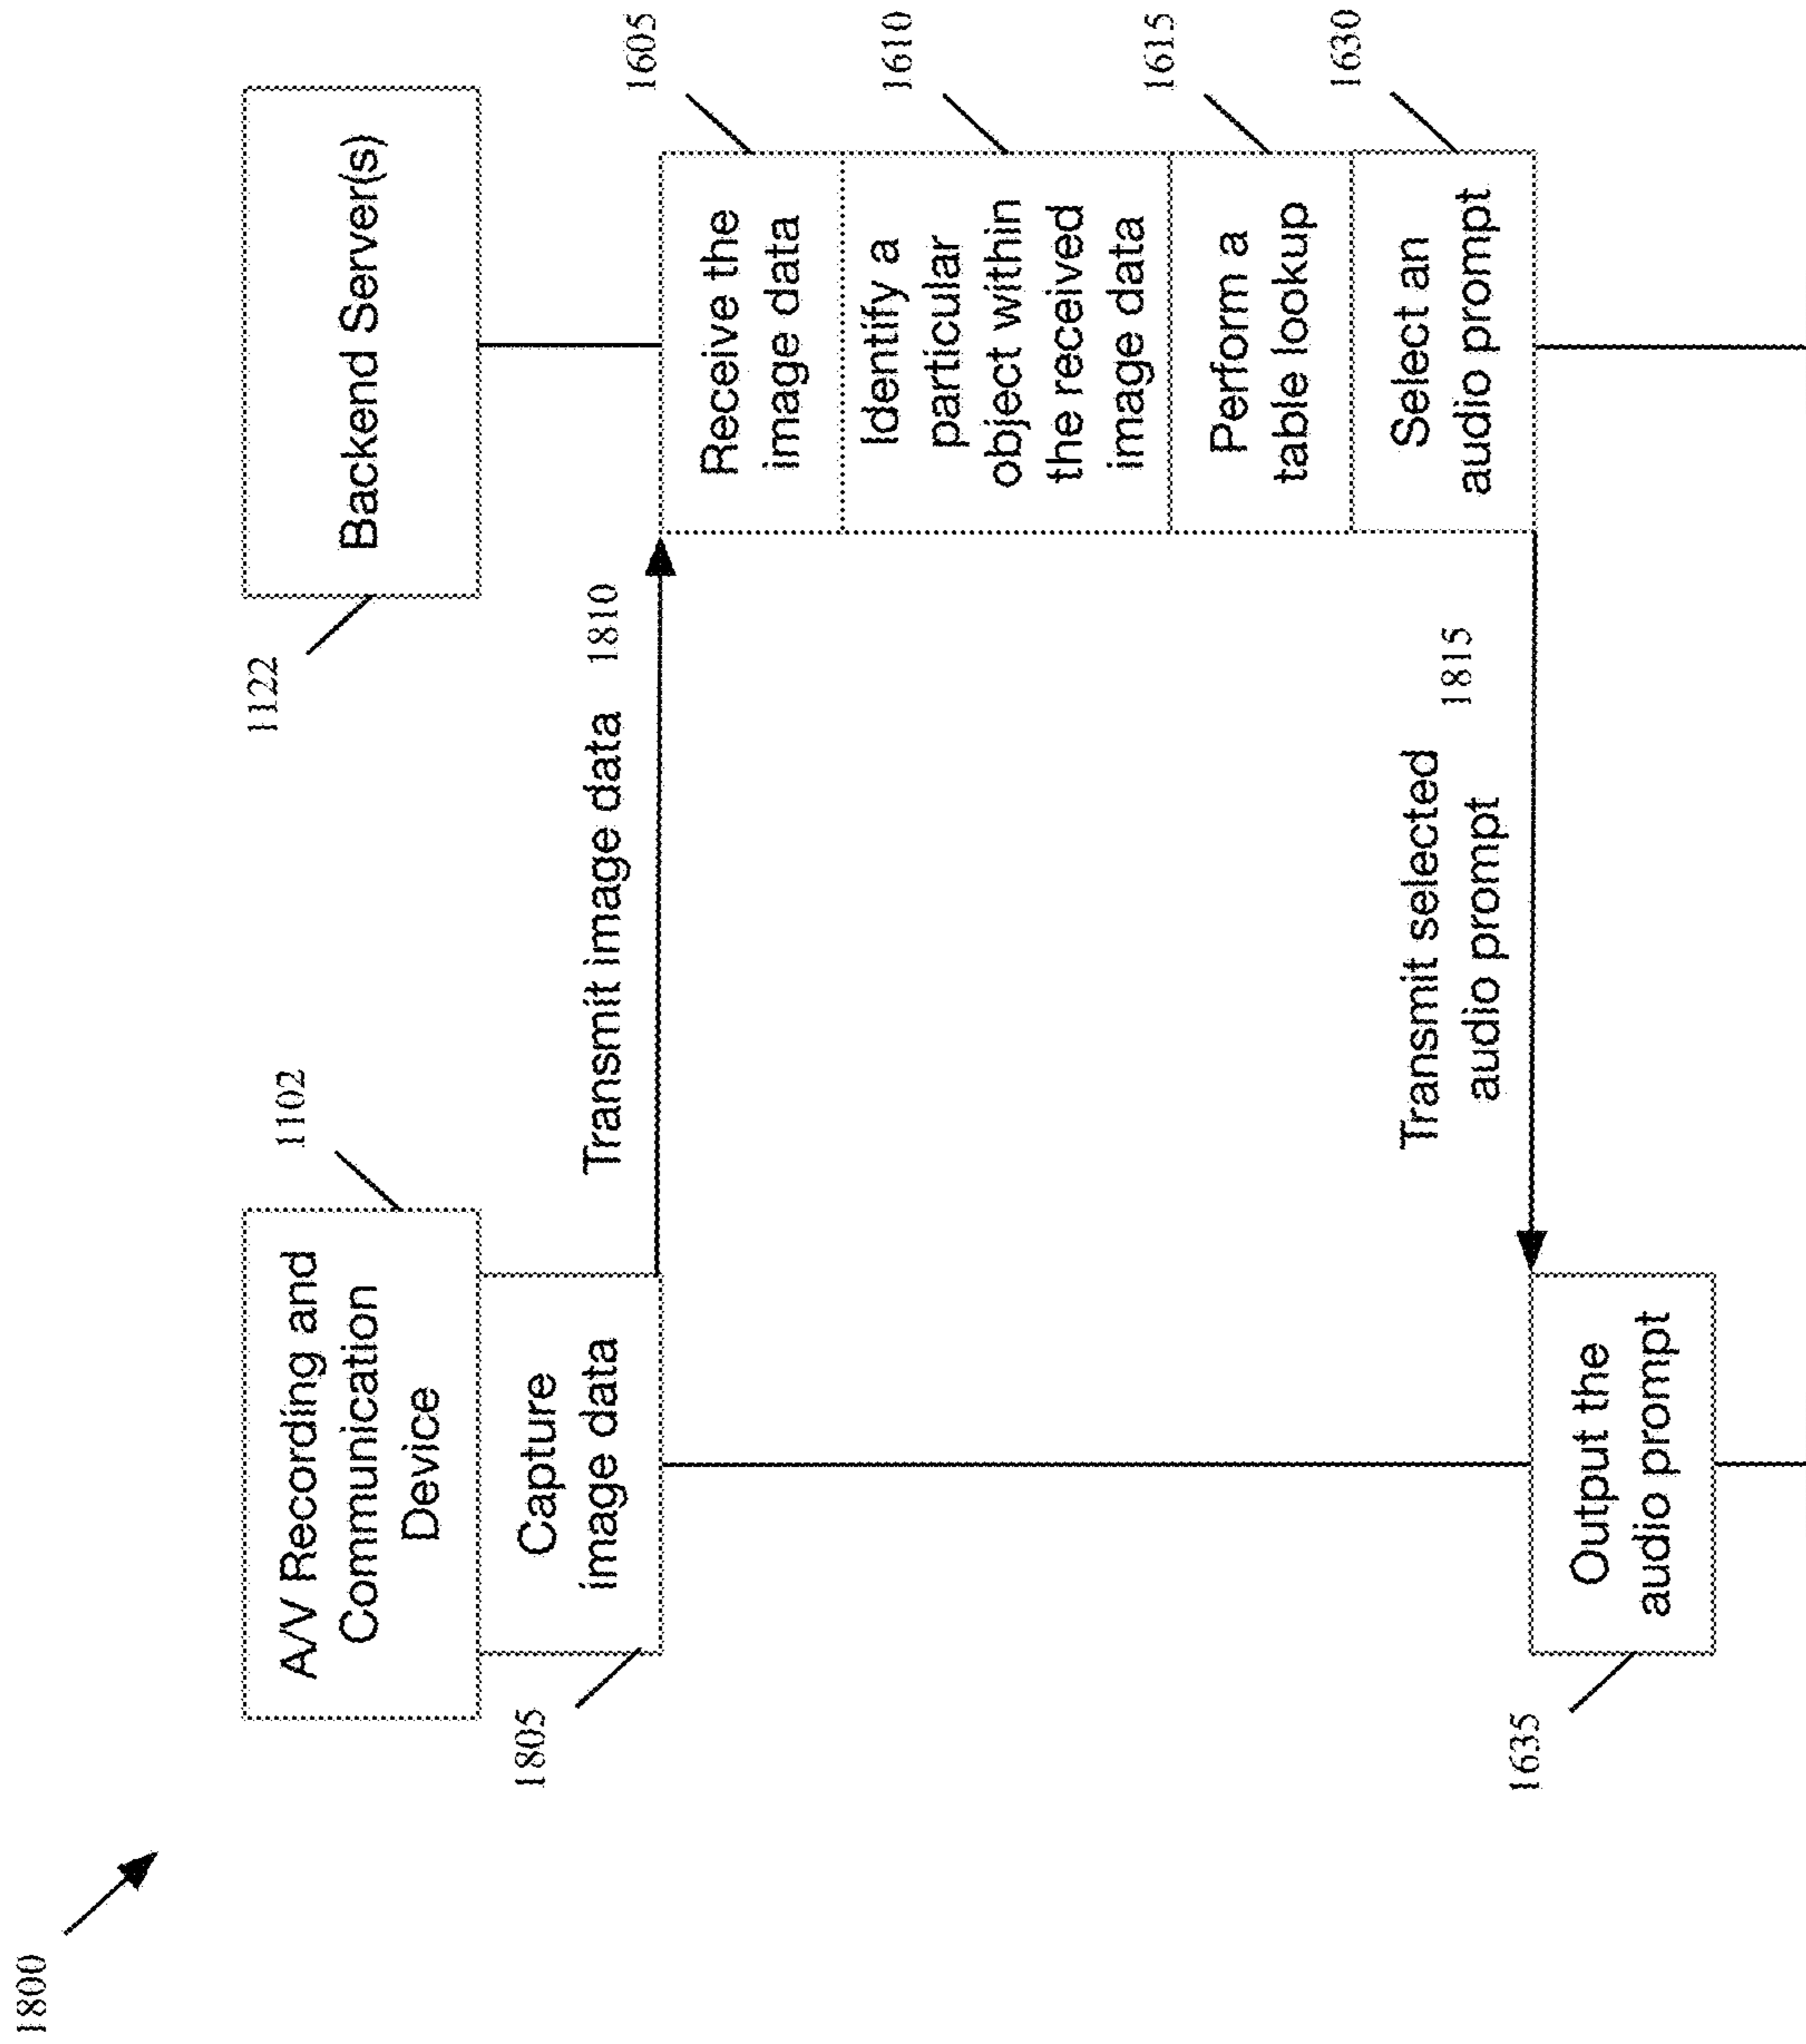 1800
A/V Recording and
Communication
Device
1102
1122
Backend Server(s)
1805
Capture
image data
Transmit image data 1810
Receive the
image data
1605
Identify a
particular
object within
the received
image data
1610
Perform a
table lookup
1615
Select an
audio prompt
1630
Transmit selected
audio prompt
1815
1635
Output the
audio prompt